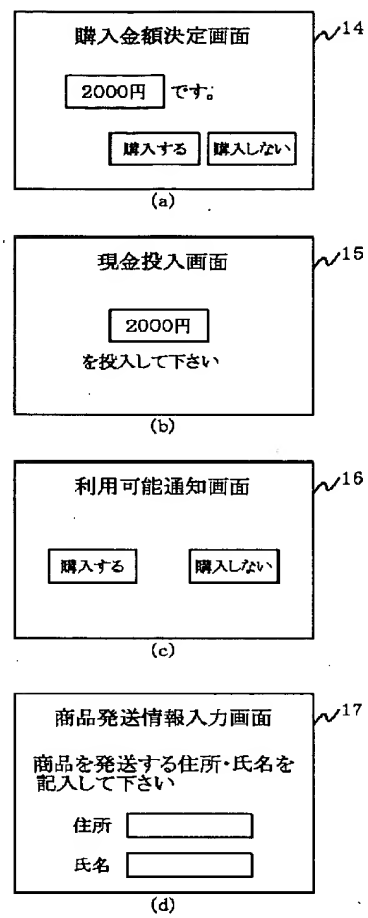 購入金額決定画面
14
2000円 です。
購入する 購入しない
(a)
現金投入画面
15
2000円
を投入して下さい
(b)
利用可能通知画面
16
購入する 購入しない
(c)
商品発送情報入力画面
17
商品を発送する住所・氏名を
記入して下さい
住所
氏名
(d)